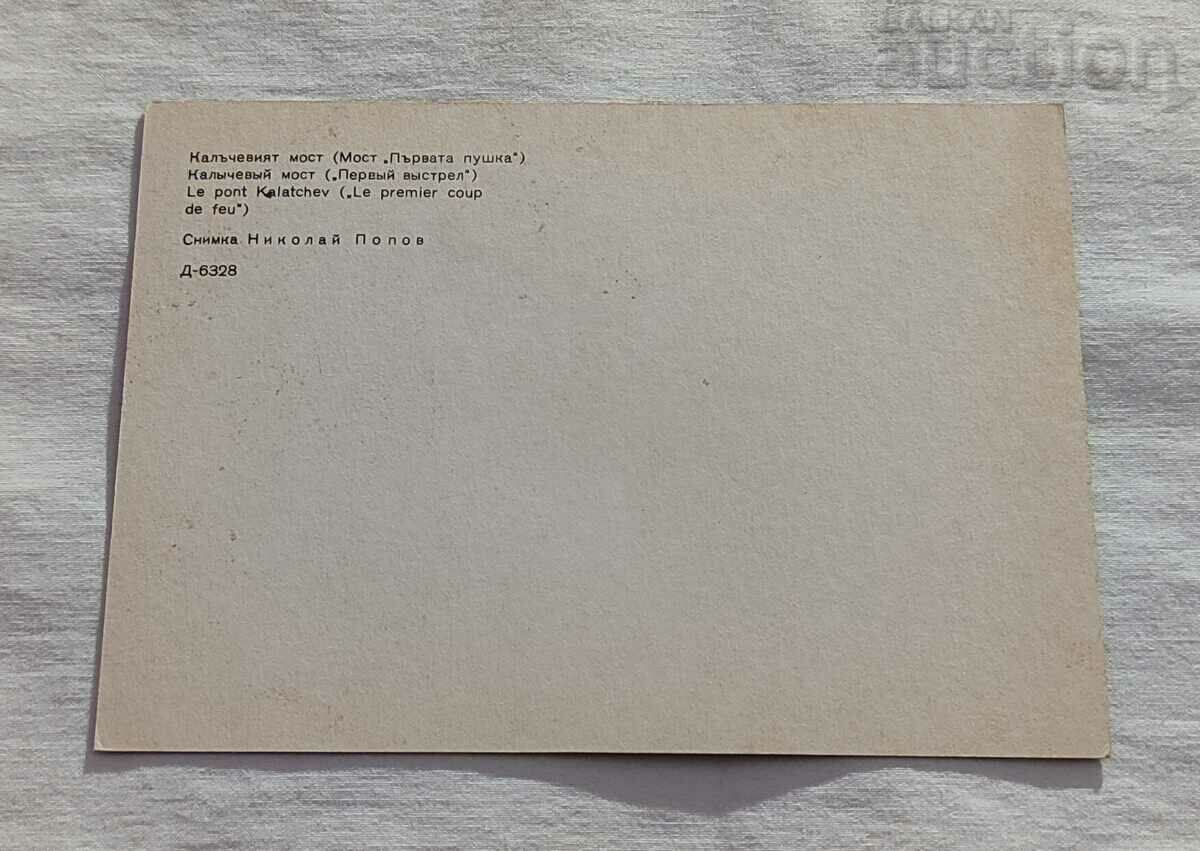 BALKAN
auction
Калъчевият мост (Мост „Първата пушка")
Калычевый мост („Первый выстрел")
Le pont Kalatchev („Le premier coup
de feu")
Снимка Николай Попов
Д-6328